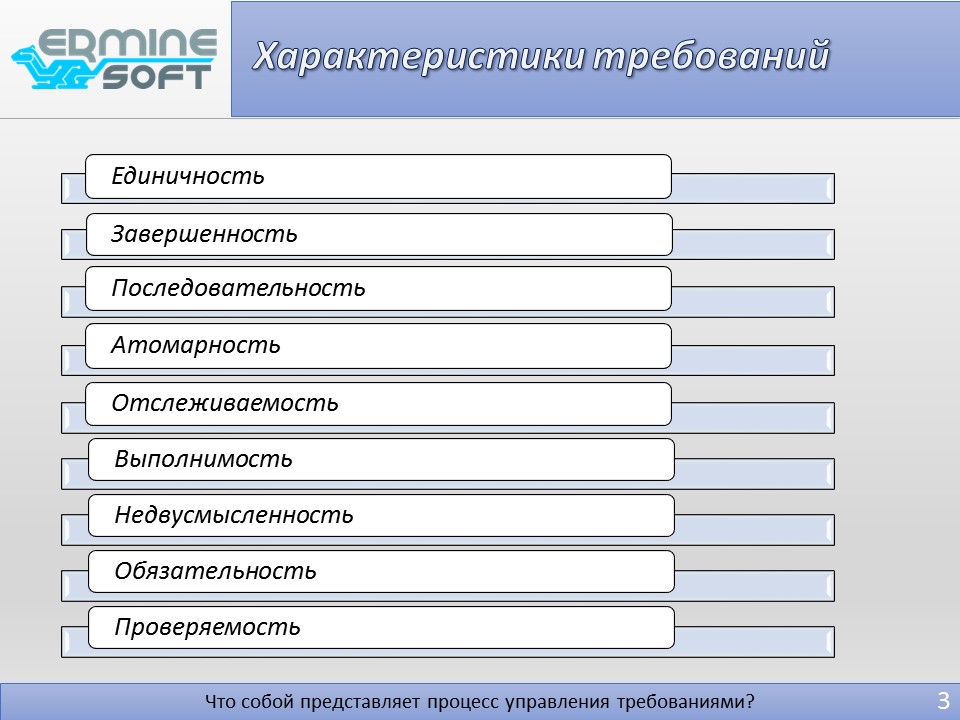 ERMINE
SOFT
Характеристики требований
Единичность
Завершенность
Последовательность
Атомарность
Отслеживаемость
Выполнимость
Недвусмысленность
Обязательность
Проверяемость
Что собой представляет процесс управления требованиями?
3